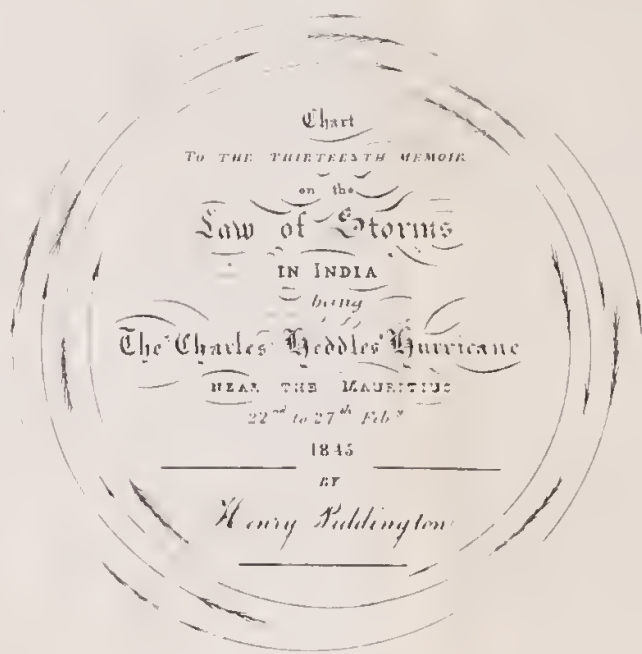 Chart
TO THE THIRTEENTH MEMOIR
on the
Law of Storms
IN INDIA
being
The Charles Heddles Hurricane
NEAR THE MAURITIUS
22nd to 27th Feby
1845
BY
Henry Piddington